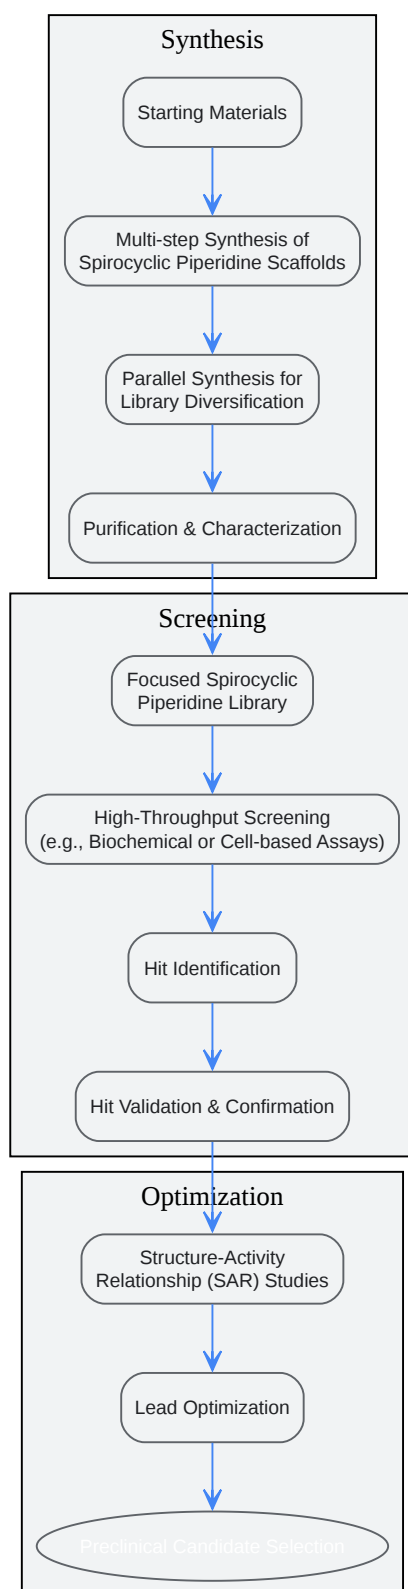 Synthesis
Starting Materials
Multi-step Synthesis of
Spirocyclic Piperidine Scaffolds
Parallel Synthesis for
Library Diversification
Purification & Characterization
Screening
Focused Spirocyclic
Piperidine Library
High-Throughput Screening
(e.g., Biochemical or Cell-based Assays)
Hit Identification
Hit Validation & Confirmation
Optimization
Structure-Activity
Relationship (SAR) Studies
Lead Optimization
Preclinical Candidate Selection